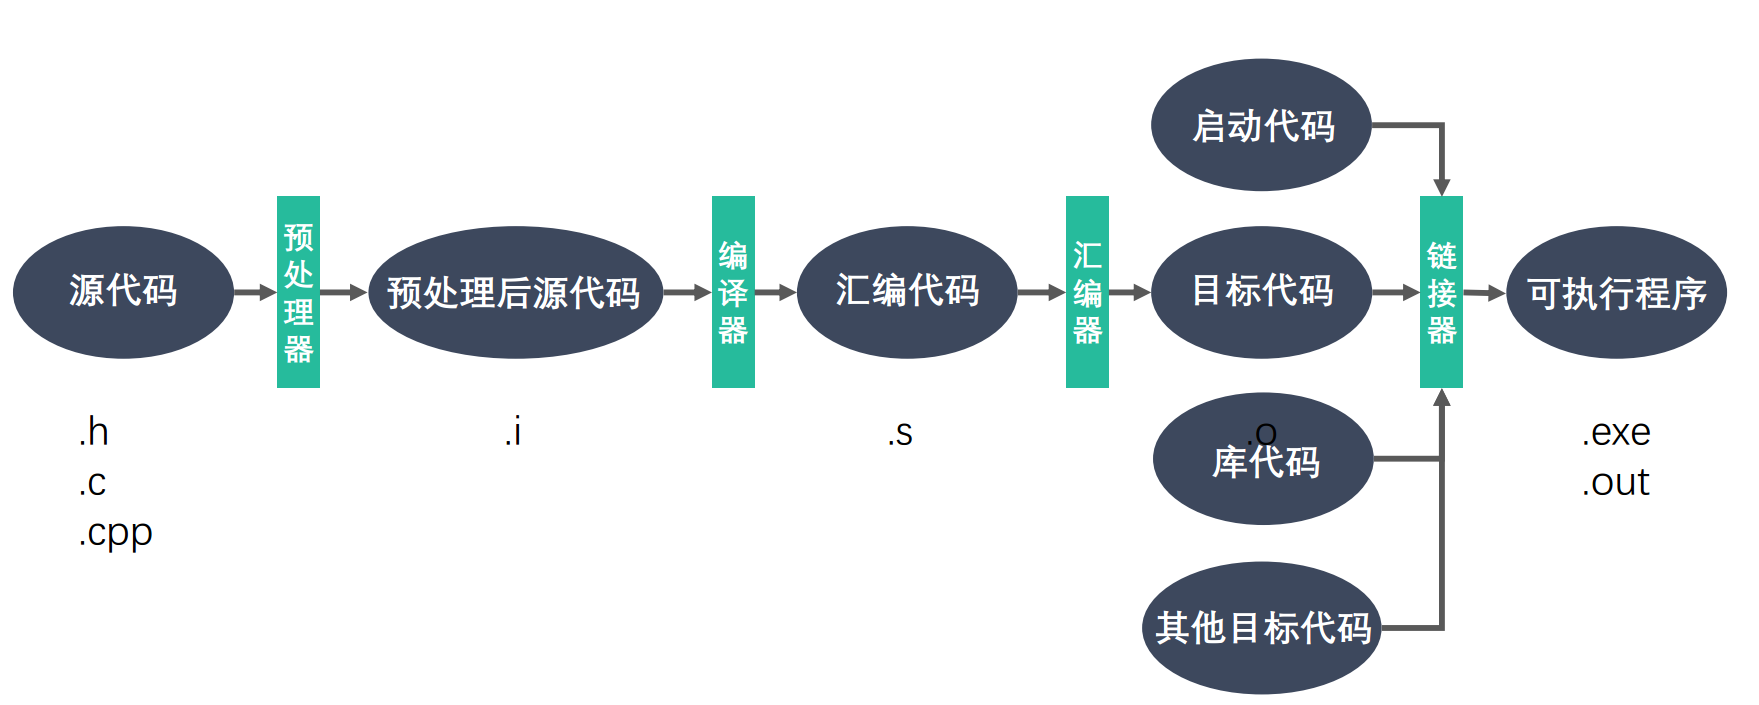 启动代码
源代码
预处理器
预处理后源代码
编译器
汇编代码
汇编器
目标代码
链接器
可执行程序
.h
.c
.cpp
.i
.s
.o
库代码
.exe
.out
其他目标代码